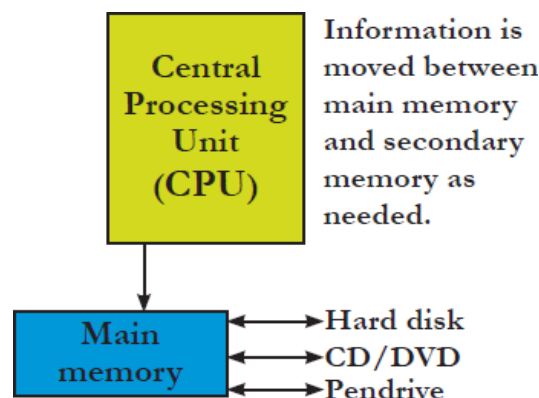 Central
Processing
Unit
(CPU)
Information is
moved between
main memory
and secondary
memory as
needed.
Main
memory
Hard disk
CD/DVD
Pendrive